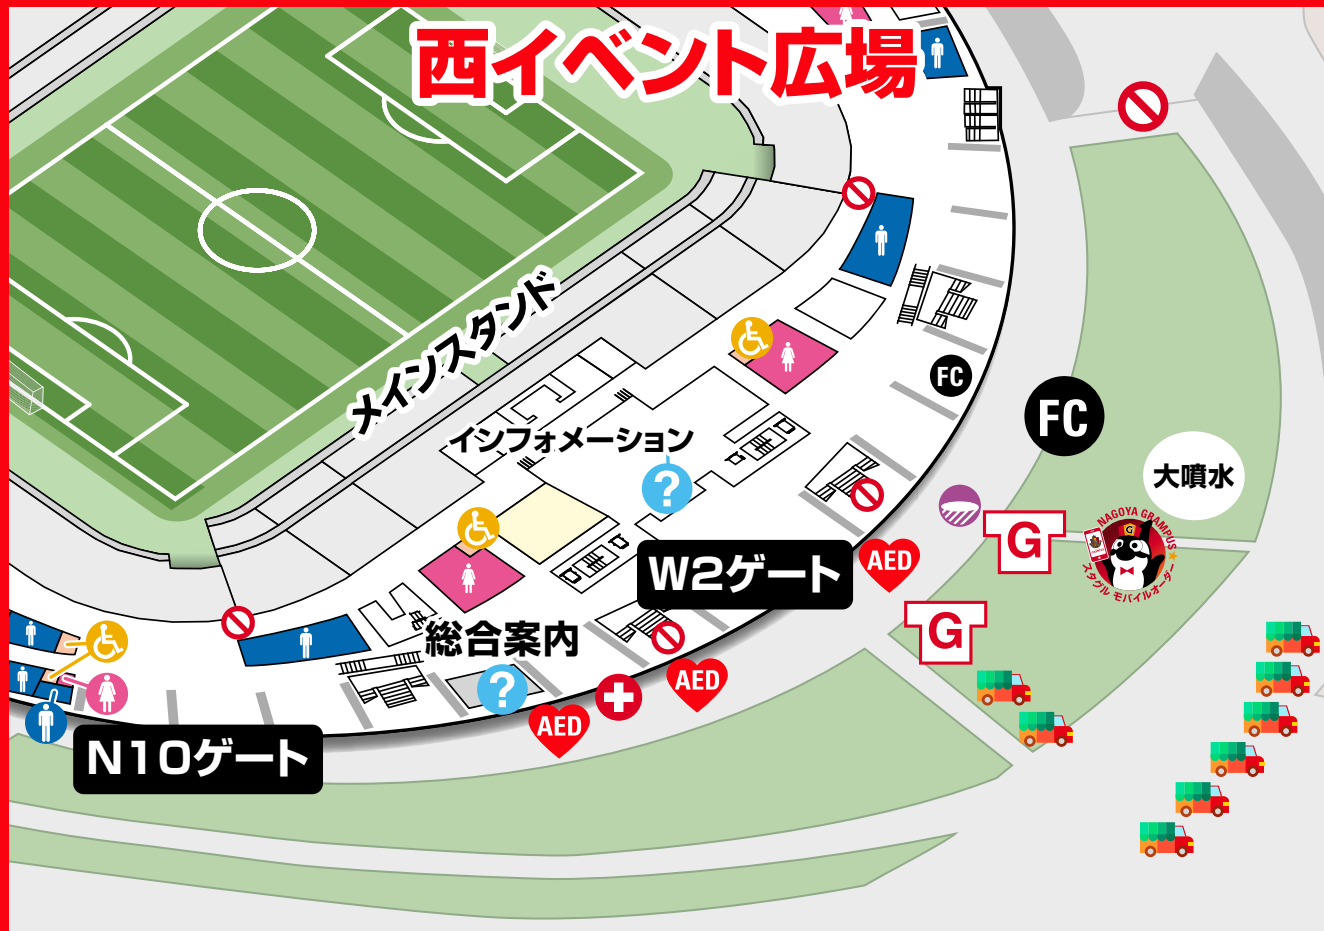 西イベント広場
メインスタンド
FC
FC
インフォメーション
?
大噴水
NAGOYA GRAMPUS
G
スタグル モバイルオーダー
G
W2ゲート
AED
G
総合案内
?
AED
AED
N10ゲート